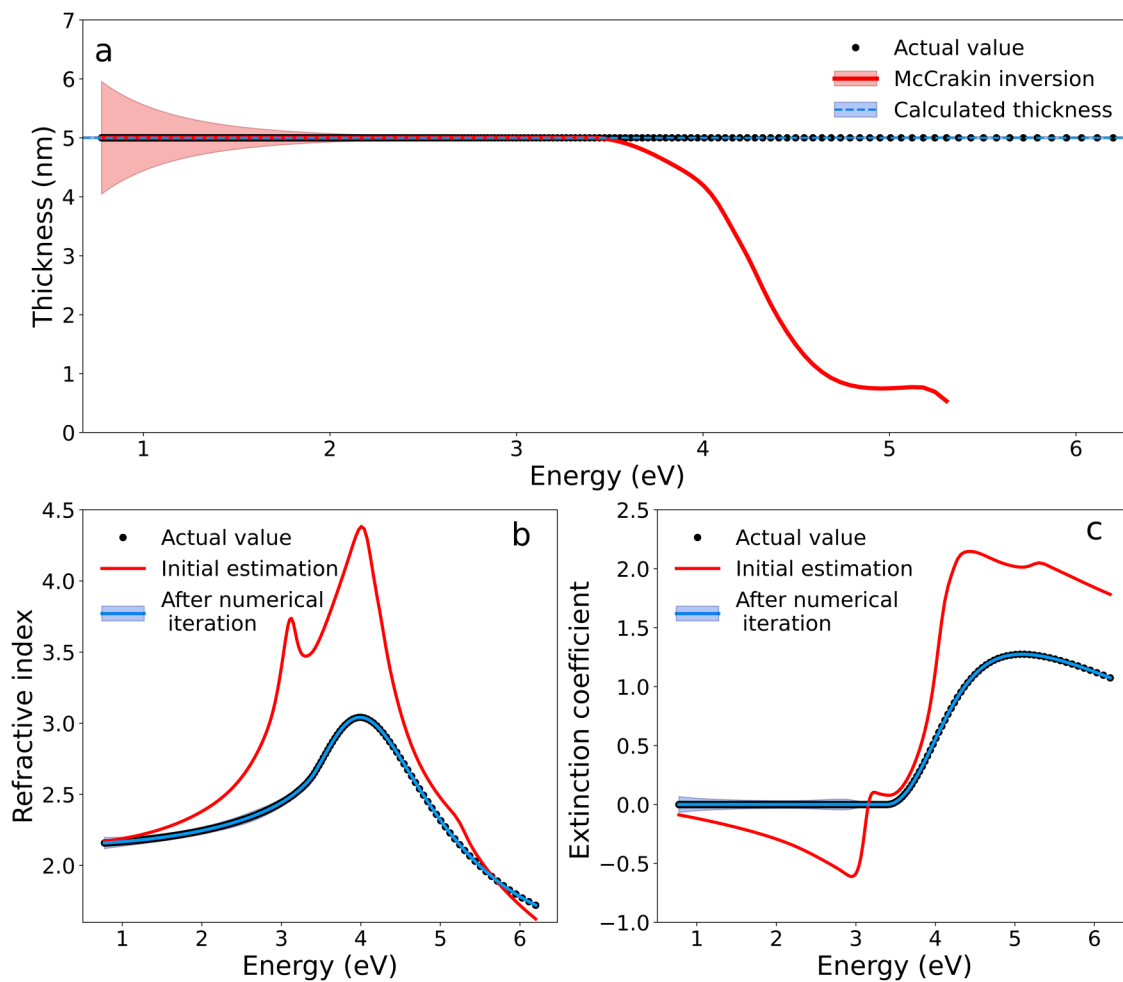 a
7
6
5
4
3
2
1
0
Thickness (nm)
Actual value
McCrakin inversion
Calculated thickness
1 2 3 4 5 6
Energy (eV)
b
4.5
4.0
3.5
3.0
2.5
2.0
Refractive index
Actual value
Initial estimation
After numerical
iteration
1 2 3 4 5 6
Energy (eV)
c
2.5
2.0
1.5
1.0
0.5
0.0
−0.5
−1.0
Extinction coefficient
Actual value
Initial estimation
After numerical
iteration
1 2 3 4 5 6
Energy (eV)